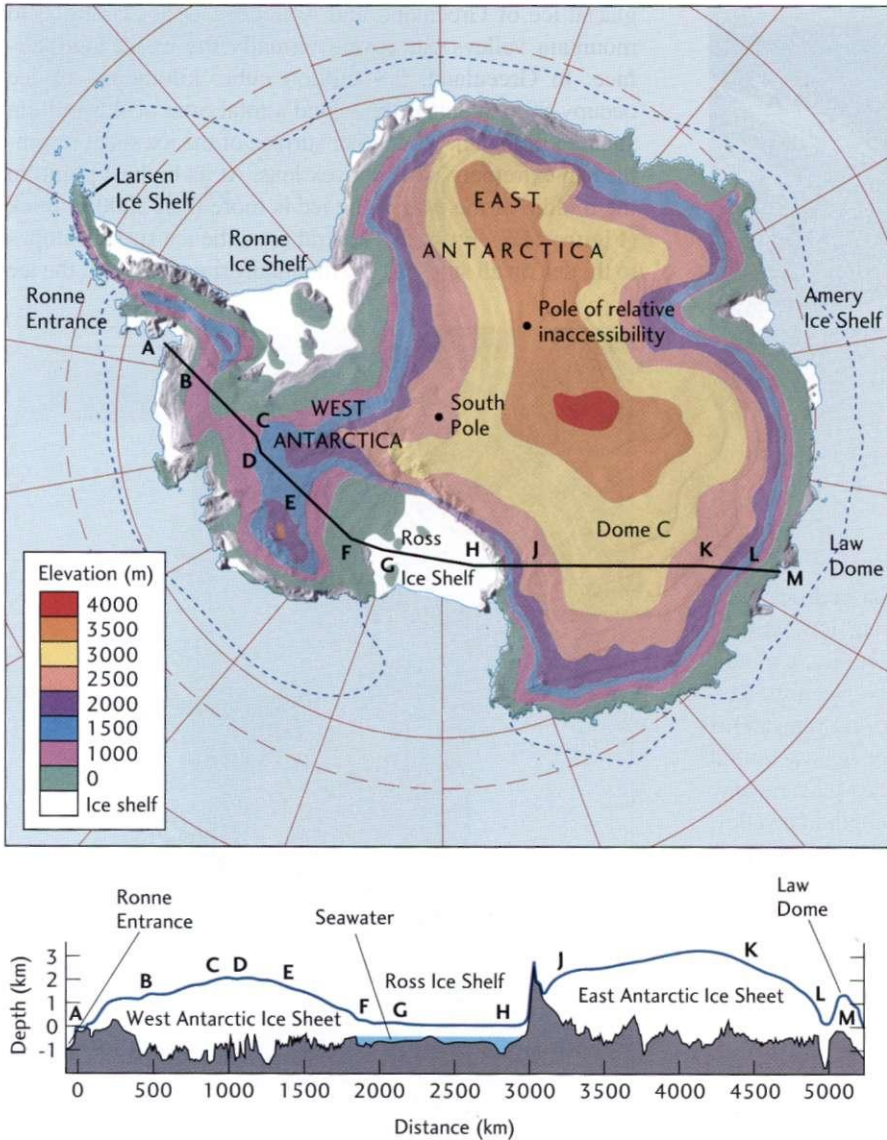 Larsen
Ice Shelf
Ronne
Ice Shelf
Ronne
Entrance
EAST
ANTARCTICA
Pole of relative
inaccessibility
Amery
Ice Shelf
A
B
C
D
E
F
G
H
J
K
L
M
WEST
ANTARCTICA
South
Pole
Dome C
Ross
Ice Shelf
Law
Dome
Elevation (m)
4000
3500
3000
2500
2000
1500
1000
0
Ice shelf
Ronne
Entrance
Seawater
Law
Dome
Depth (km)
3
2
1
0
-1
A
B
C
D
E
F
G
H
J
K
L
M
Ross Ice Shelf
West Antarctic Ice Sheet
East Antarctic Ice Sheet
0 500 1000 1500 2000 2500 3000 3500 4000 4500 5000
Distance (km)